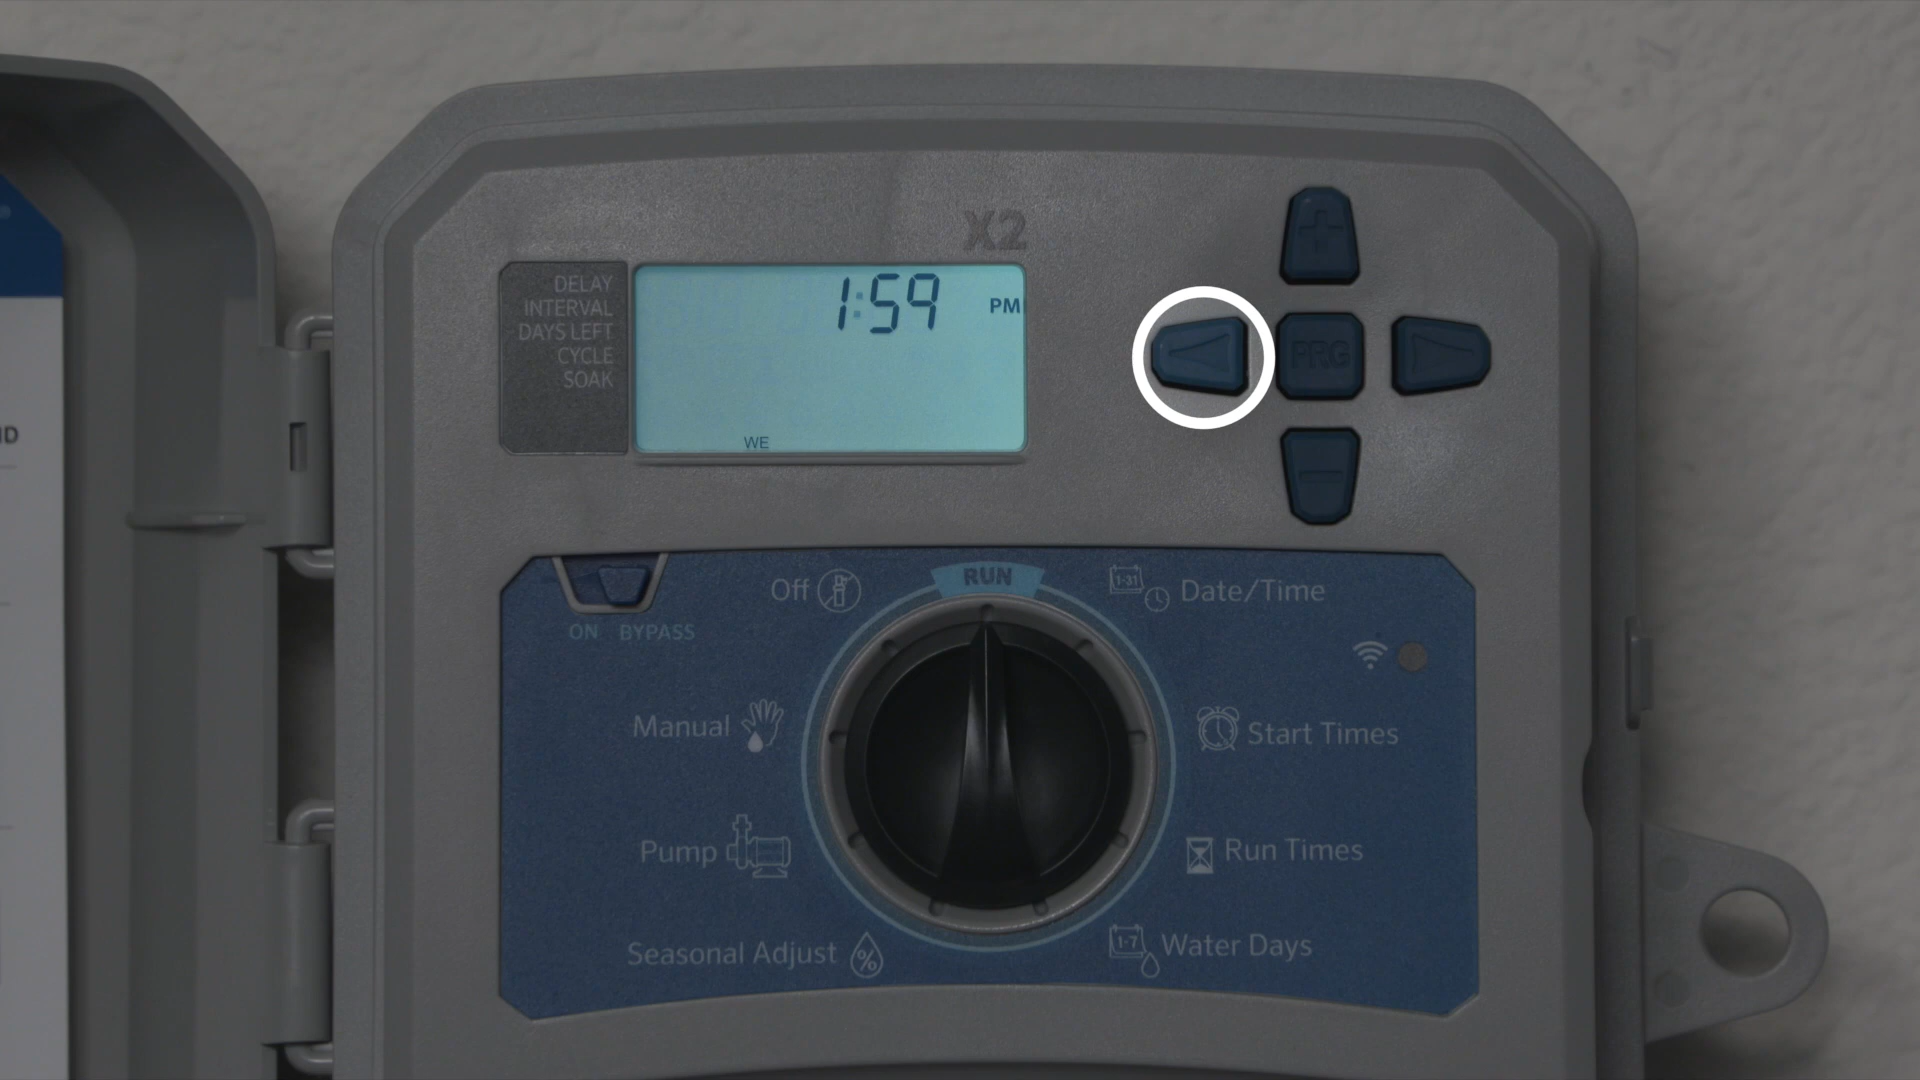 X2
DELAY
INTERVAL
DAYS LEFT
CYCLE
SOAK
1:59 PM
WE
+
PRG
-
ON BYPASS
Off
RUN
1-31
Date/Time
Manual
Start Times
Pump
Run Times
Seasonal Adjust %
1-7
Water Days